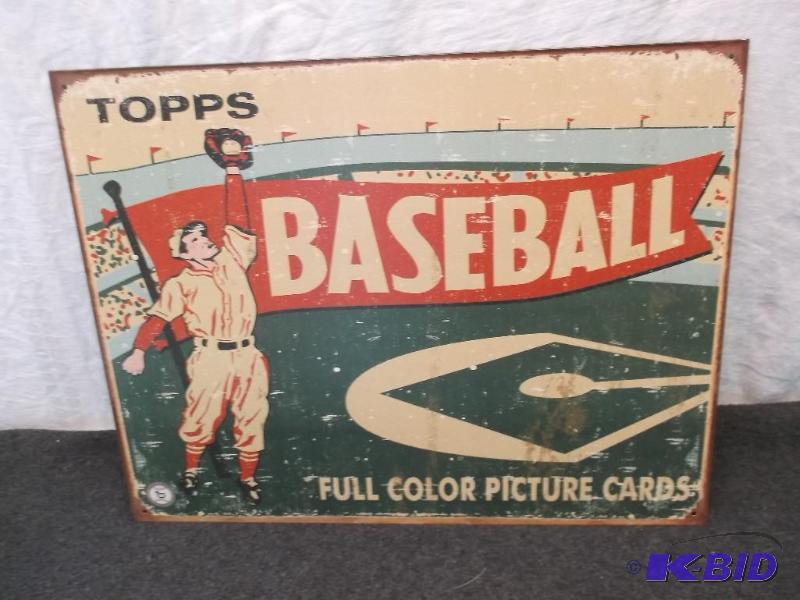 TOPPS
BASEBALL
FULL COLOR PICTURE CARDS
© K-BID